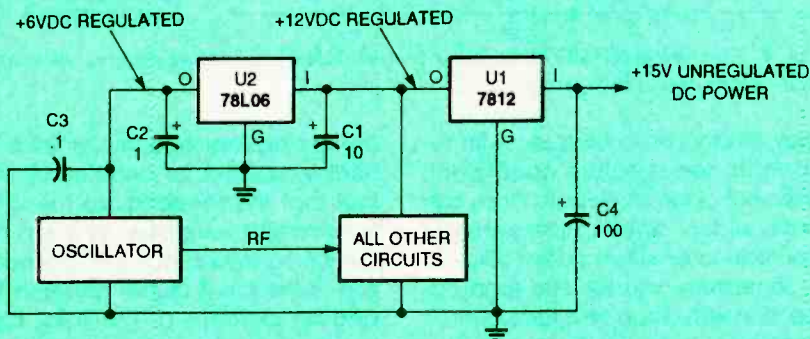 +6VDC REGULATED
+12VDC REGULATED
+15V UNREGULATED
DC POWER
O
U2
78L06
I
G
O
U1
7812
I
G
C3
1
C2
1
+
C1
10
+
C4
100
+
OSCILLATOR
RF
ALL OTHER
CIRCUITS